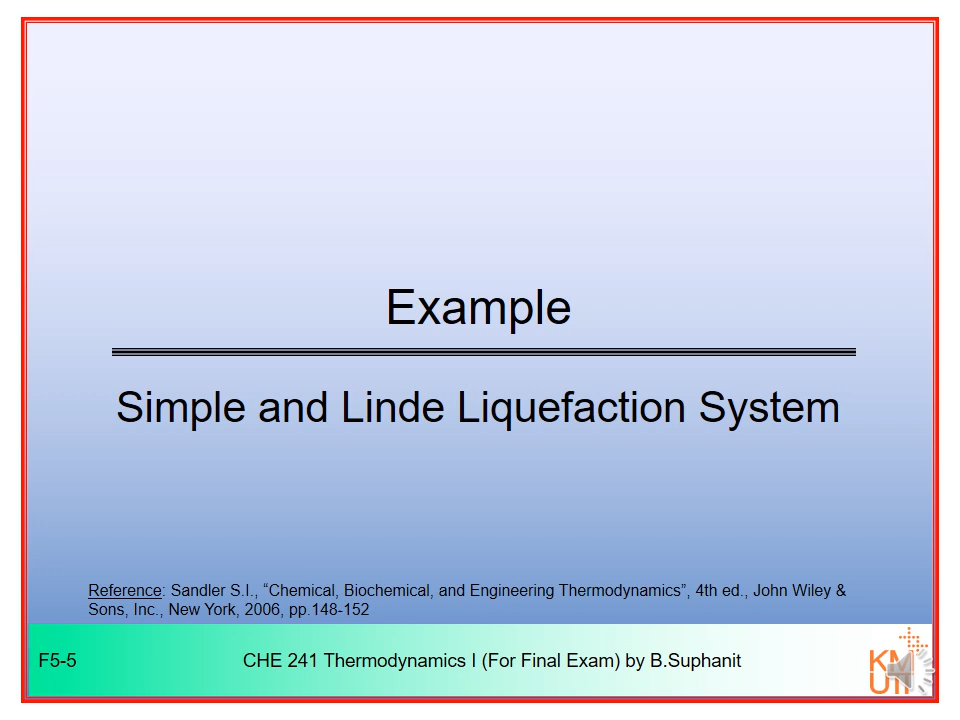 Example
Simple and Linde Liquefaction System
Reference: Sandler S.I., “Chemical, Biochemical, and Engineering Thermodynamics”, 4th ed., John Wiley &
Sons, Inc., New York, 2006, pp.148-152
F5-5
CHE 241 Thermodynamics I (For Final Exam) by B.Suphanit